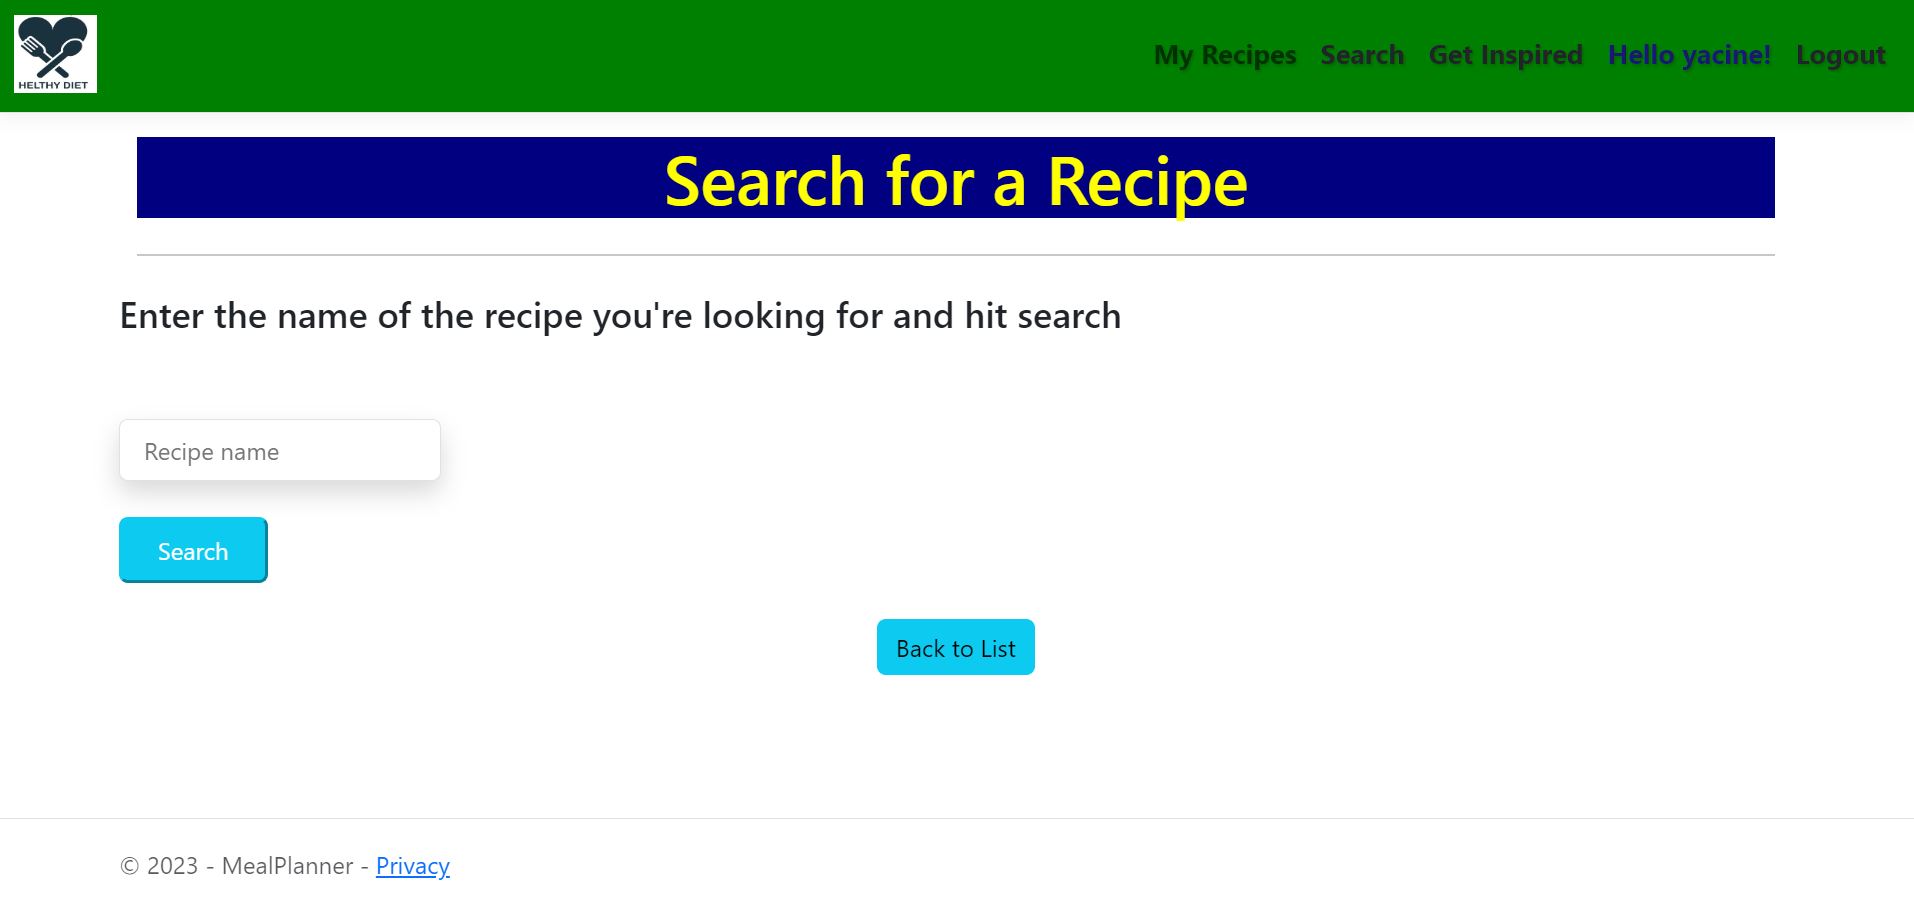 HELTHY DIET
My Recipes Search Get Inspired Hello yacine! Logout
Search for a Recipe
Enter the name of the recipe you're looking for and hit search
Recipe name
Search
Back to List
© 2023 - MealPlanner - Privacy